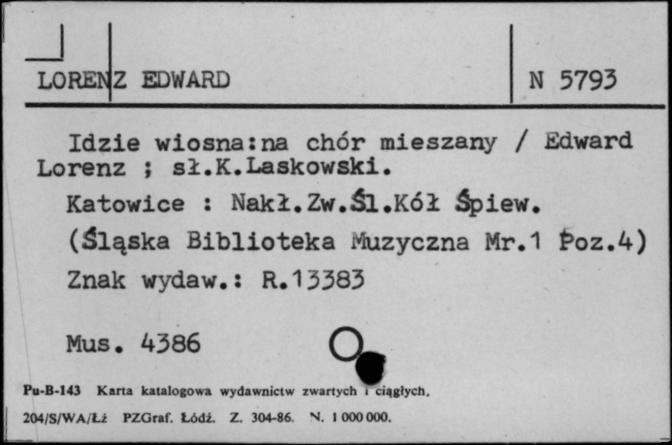 LORENZ EDWARD N 5793
Idzie wiosna:na chór mieszany / Edward
Lorenz ; sł.K.Laskowski.
Katowice : Nakł.Zw.Śl.Kół Śpiew.
(Śląska Biblioteka Muzyczna Mr.1 Poz.4)
Znak wydaw.: R.13383
Mus. 4386
Pu-B-143 Karta katalogowa wydawnictw zwartych i ciągłych.
204/S/WA/Łż PZGraf. Łódź. Z. 304-86. N. 1 000 000.